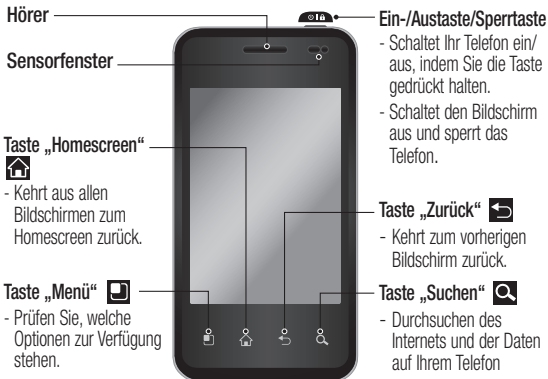 Hörer
Sensorfenster
Taste „Homescreen“
- Kehrt aus allen
Bildschirmen zum
Homescreen zurück.
Taste „Menü“
- Prüfen Sie, welche
Optionen zur Verfügung
stehen.
Ein-/Austaste/Sperrtaste
- Schaltet Ihr Telefon ein/
aus, indem Sie die Taste
gedrückt halten.
- Schaltet den Bildschirm
aus und sperrt das
Telefon.
Taste „Zurück“
- Kehrt zum vorherigen
Bildschirm zurück.
Taste „Suchen“
- Durchsuchen des
Internets und der Daten
auf Ihrem Telefon